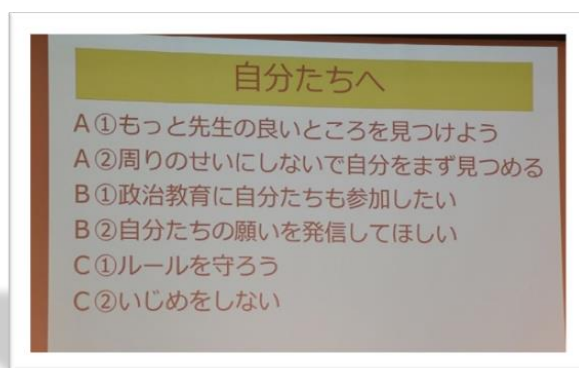 自分たちへ
A①もっと先生の良いところを見つけよう
A②周りのせいにしないで自分をまず見つめる
B①政治教育に自分たちも参加したい
B②自分たちの願いを発信してほしい
C①ルールを守ろう
C②いじめをしない